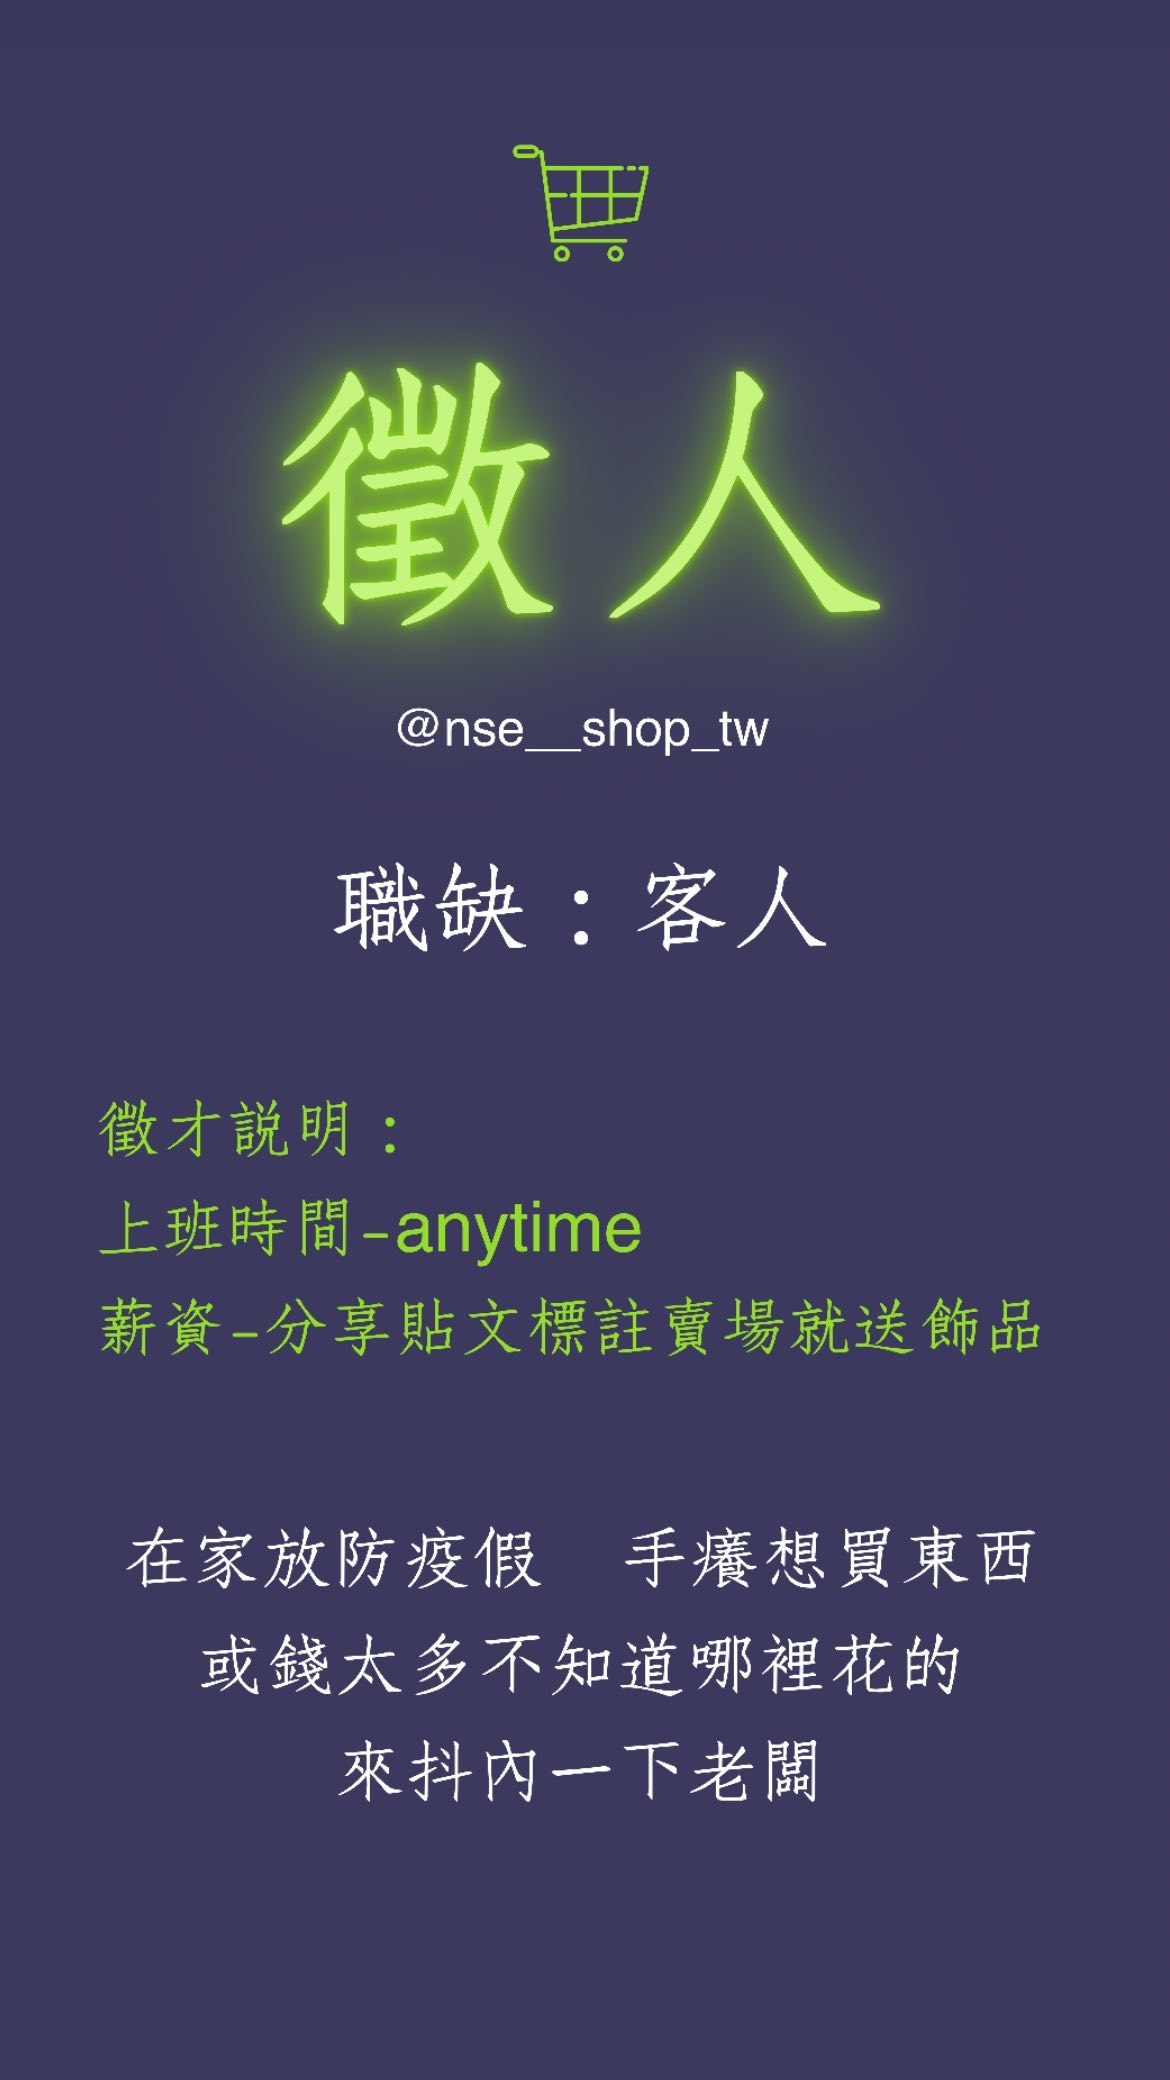 徵人
@nse__shop_tw
職缺：客人
徵才説明：
上班時間-anytime
薪資-分享貼文標註賣場就送飾品
在家放防疫假　手癢想買東西
或錢太多不知道哪裡花的
來抖內一下老闆